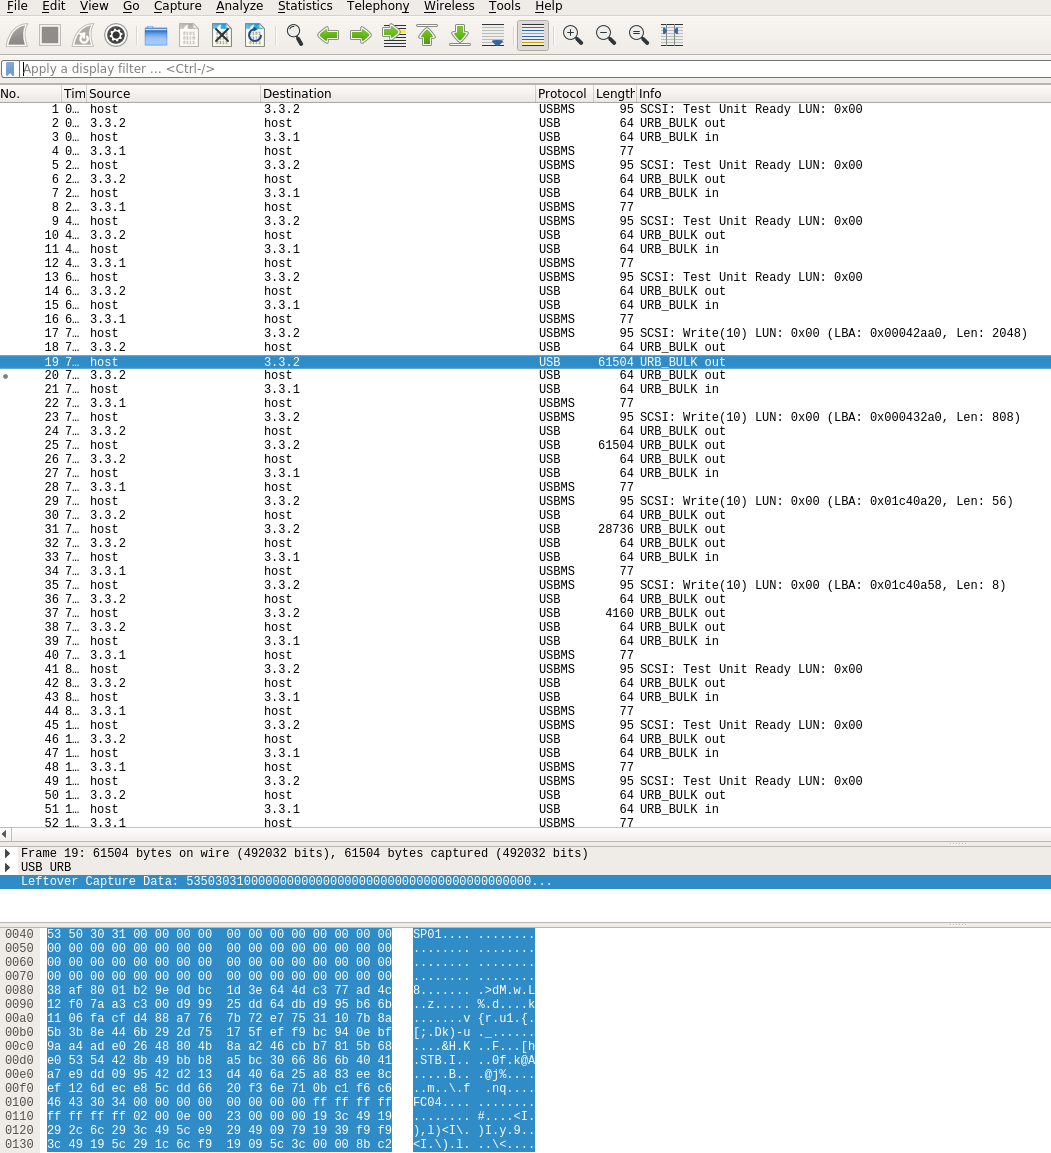 File Edit View Go Capture Analyze Statistics Telephony Wireless Tools Help
Apply a display filter … <Ctrl-/>
No. Tim Source Destination Protocol Length Info
1 0… host 3.3.2 USBMS 95 SCSI: Test Unit Ready LUN: 0x00
2 0… 3.3.2 host USB 64 URB_BULK out
3 0… host 3.3.1 USB 64 URB_BULK in
4 0… 3.3.1 host USBMS 77
5 2… host 3.3.2 USBMS 95 SCSI: Test Unit Ready LUN: 0x00
6 2… 3.3.2 host USB 64 URB_BULK out
7 2… host 3.3.1 USB 64 URB_BULK in
8 2… 3.3.1 host USBMS 77
9 4… host 3.3.2 USBMS 95 SCSI: Test Unit Ready LUN: 0x00
10 4… 3.3.2 host USB 64 URB_BULK out
11 4… host 3.3.1 USB 64 URB_BULK in
12 4… 3.3.1 host USBMS 77
13 6… host 3.3.2 USBMS 95 SCSI: Test Unit Ready LUN: 0x00
14 6… 3.3.2 host USB 64 URB_BULK out
15 6… host 3.3.1 USB 64 URB_BULK in
16 6… 3.3.1 host USBMS 77
17 7… host 3.3.2 USBMS 95 SCSI: Write(10) LUN: 0x00 (LBA: 0x00042aa0, Len: 2048)
18 7… 3.3.2 host USB 64 URB_BULK out
19 7… host 3.3.2 USB 61504 URB_BULK out
20 7… 3.3.2 host USB 64 URB_BULK out
21 7… host 3.3.1 USB 64 URB_BULK in
22 7… 3.3.1 host USBMS 77
23 7… host 3.3.2 USBMS 95 SCSI: Write(10) LUN: 0x00 (LBA: 0x000432a0, Len: 808)
24 7… 3.3.2 host USB 64 URB_BULK out
25 7… host 3.3.2 USB 61504 URB_BULK out
26 7… 3.3.2 host USB 64 URB_BULK out
27 7… host 3.3.1 USB 64 URB_BULK in
28 7… 3.3.1 host USBMS 77
29 7… host 3.3.2 USBMS 95 SCSI: Write(10) LUN: 0x00 (LBA: 0x01c40a20, Len: 56)
30 7… 3.3.2 host USB 64 URB_BULK out
31 7… host 3.3.2 USB 28736 URB_BULK out
32 7… 3.3.2 host USB 64 URB_BULK out
33 7… host 3.3.1 USB 64 URB_BULK in
34 7… 3.3.1 host USBMS 77
35 7… host 3.3.2 USBMS 95 SCSI: Write(10) LUN: 0x00 (LBA: 0x01c40a58, Len: 8)
36 7… 3.3.2 host USB 64 URB_BULK out
37 7… host 3.3.2 USB 4160 URB_BULK out
38 7… 3.3.2 host USB 64 URB_BULK out
39 7… host 3.3.1 USB 64 URB_BULK in
40 7… 3.3.1 host USBMS 77
41 8… host 3.3.2 USBMS 95 SCSI: Test Unit Ready LUN: 0x00
42 8… 3.3.2 host USB 64 URB_BULK out
43 8… host 3.3.1 USB 64 URB_BULK in
44 8… 3.3.1 host USBMS 77
45 1… host 3.3.2 USBMS 95 SCSI: Test Unit Ready LUN: 0x00
46 1… 3.3.2 host USB 64 URB_BULK out
47 1… host 3.3.1 USB 64 URB_BULK in
48 1… 3.3.1 host USBMS 77
49 1… host 3.3.2 USBMS 95 SCSI: Test Unit Ready LUN: 0x00
50 1… 3.3.2 host USB 64 URB_BULK out
51 1… host 3.3.1 USB 64 URB_BULK in
52 1… 3.3.1 host USBMS 77
Frame 19: 61504 bytes on wire (492032 bits), 61504 bytes captured (492032 bits)
USB URB
Leftover Capture Data: 535030310000000000000000000000000000000000000000...
0040 53 50 30 31 00 00 00 00 00 00 00 00 00 00 00 00 SP01.... ........
0050 00 00 00 00 00 00 00 00 00 00 00 00 00 00 00 00 ........ ........
0060 00 00 00 00 00 00 00 00 00 00 00 00 00 00 00 00 ........ ........
0070 00 00 00 00 00 00 00 00 00 00 00 00 00 00 00 00 ........ ........
0080 38 af 80 01 b2 9e 0d bc 1d 3e 64 4d c3 77 ad 4c 8....... .>dM.w.L
0090 12 f0 7a a3 c3 00 d9 99 25 dd 64 db d9 95 b6 6b ..z..... %.d....k
00a0 11 06 fa cf d4 88 a7 76 7b 72 e7 75 31 10 7b 8a .......v {r.u1.{.
00b0 5b 3b 8e 44 6b 29 2d 75 17 5f ef f9 bc 94 0e bf [;.Dk)-u ._......
00c0 9a a4 ad e0 26 48 80 4b 8a a2 46 cb b7 81 5b 68 ....&H.K ..F...[h
00d0 e0 53 54 42 8b 49 bb b8 a5 bc 30 66 86 6b 40 41 .STB.I.. ..0f.k@A
00e0 a7 e9 dd 09 95 42 d2 13 d4 40 6a 25 a8 83 ee 8c .....B.. .@j%....
00f0 ef 12 6d ec e8 5c dd 66 20 f3 6e 71 0b c1 f6 c6 ..m..\.f .nq....
0100 46 43 30 34 00 00 00 00 00 00 00 00 ff ff ff ff FC04.... ........
0110 ff ff ff ff 02 00 0e 00 23 00 00 00 19 3c 49 19 ........ #....<I.
0120 29 2c 6c 29 3c 49 5c e9 29 49 09 79 19 39 f9 f9 ),l)<I\. )I.y.9..
0130 3c 49 19 5c 29 1c 6c f9 19 09 5c 3c 00 00 8b c2 <I.\).l. ..\<....